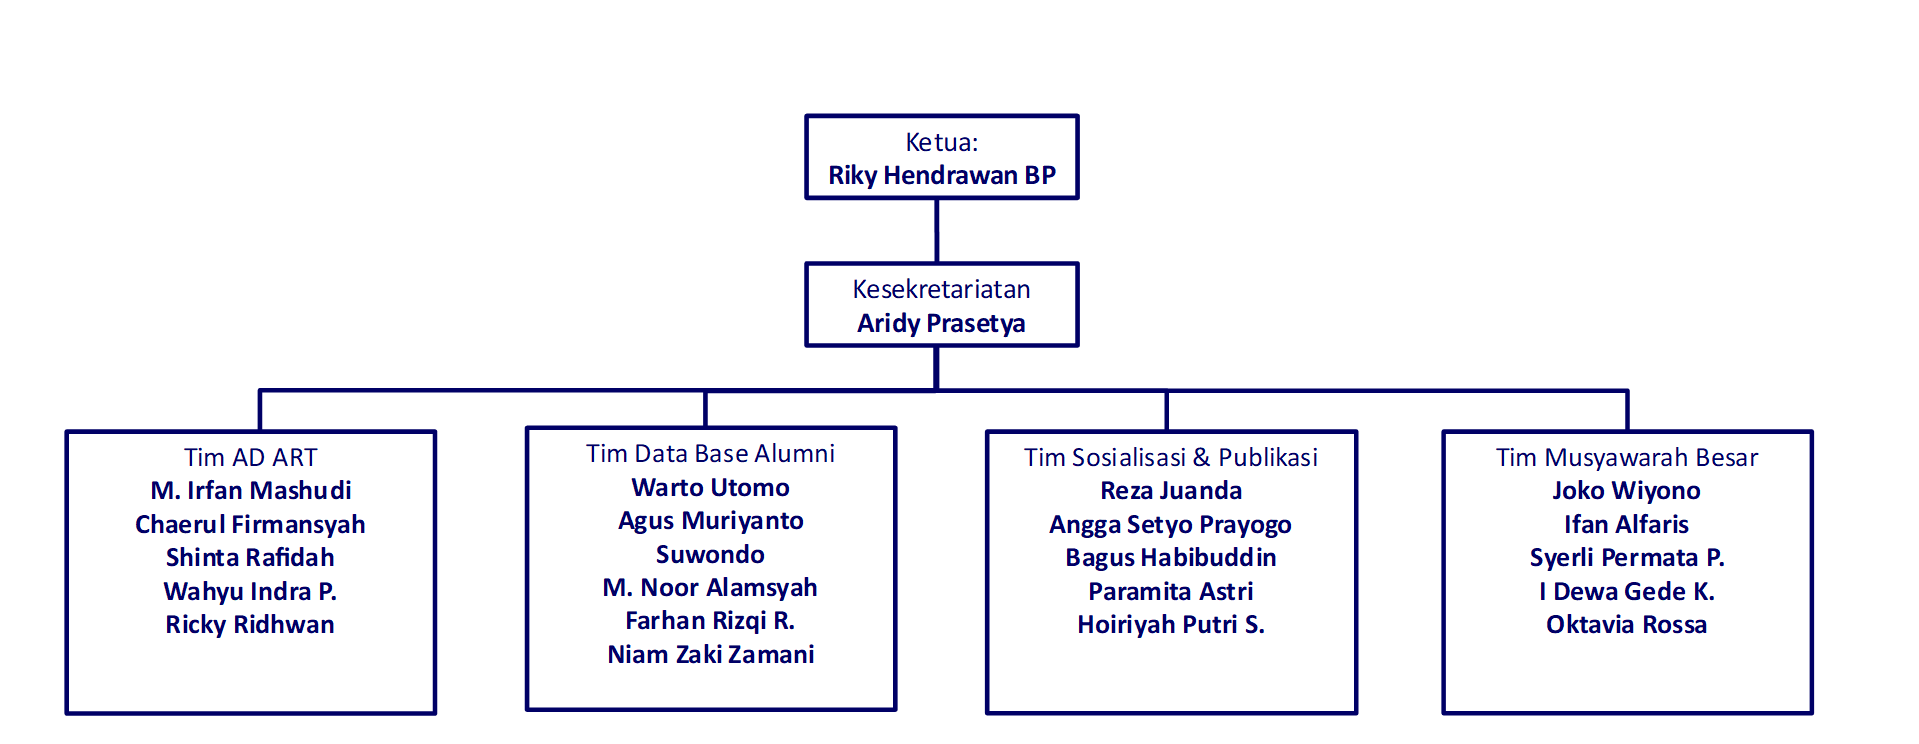 Ketua:
Riky Hendrawan BP
Kesekretariatan
Aridy Prasetya
Tim AD ART
M. Irfan Mashudi
Chaerul Firmansyah
Shinta Rafidah
Wahyu Indra P.
Ricky Ridhwan
Tim Data Base Alumni
Warto Utomo
Agus Muriyanto
Suwondo
M. Noor Alamsyah
Farhan Rizqi R.
Niam Zaki Zamani
Tim Sosialisasi & Publikasi
Reza Juanda
Angga Setyo Prayogo
Bagus Habibuddin
Paramita Astri
Hoiriyah Putri S.
Tim Musyawarah Besar
Joko Wiyono
Ifan Alfaris
Syerli Permata P.
I Dewa Gede K.
Oktavia Rossa